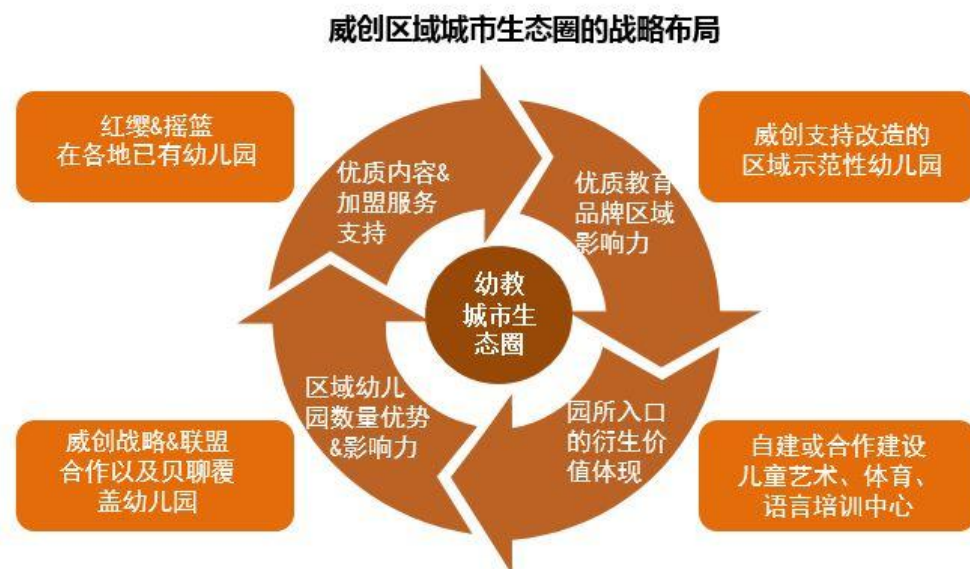 威创区域城市生态圈的战略布局
红缨&摇篮
在各地已有幼儿园
威创支持改造的
区域示范性幼儿园
优质内容&
加盟服务
支持
优质教育
品牌区域
影响力
幼教
城市生
态圈
区域幼儿
园数量优势
&影响力
园所入口
的衍生价
值体现
威创战略&联盟
合作以及贝聊覆
盖幼儿园
自建或合作建设
儿童艺术、体育、
语言培训中心